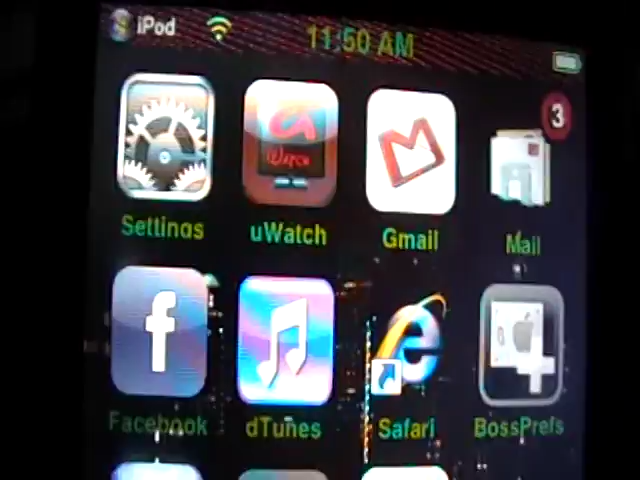 iPod
11:50 AM
3
Settings
uWatch
Gmail
Mail
Facebook
dTunes
Safari
BossPrefs